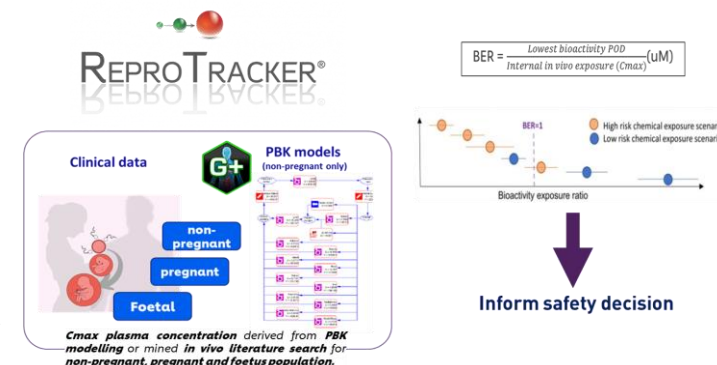 REPROTRACKER®
BER = Lowest bioactivity POD
Internal in vivo exposure (Cmax) (uM)
BER=1
High risk chemical exposure scenari
Low risk chemical exposure scenar
Bioactivity exposure ratio
Inform safety decision
Clinical data
G+
PBK models
(non-pregnant only)
non-
pregnant
pregnant
Foetal
Cmax plasma concentration derived from PBK
modelling or mined in vivo literature search for
non-pregnant, pregnant and foetus population.